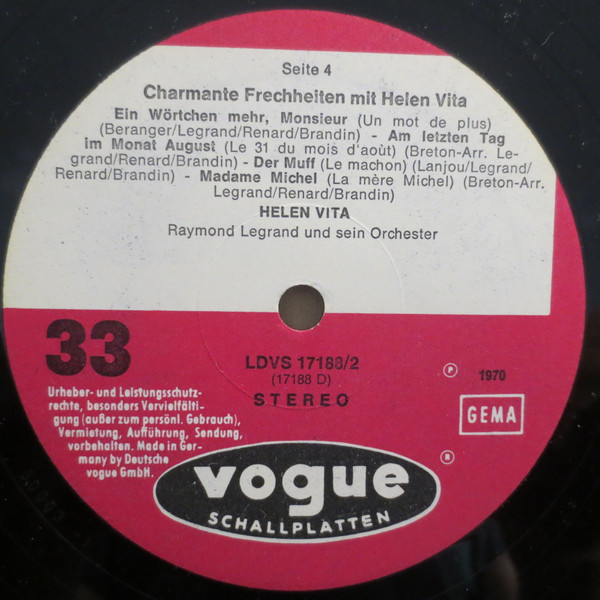 Seite 4
Charmante Frechheiten mit Helen Vita
Ein Wörtchen mehr, Monsieur (Un mot de plus)
(Beranger/Legrand/Renard/Brandin) - Am letzten Tag
im Monat August (Le 31 du mois d'août) (Breton-Arr. Le-
grand/Renard/Brandin) - Der Muff (Le machon) (Lanjou/Legrand/
Renard/Brandin) - Madame Michel (La mère Michel) (Breton-Arr.
Legrand/Renard/Brandin)
HELEN VITA
Raymond Legrand und sein Orchester
33
LDVS 17188/2
(17188 D)
STEREO
℗ 1970
GEMA
Urheber- und Leistungsschutz-
rechte, besonders Vervielfälti-
gung (außer zum persönl. Gebrauch),
Vermietung, Aufführung, Sendung,
vorbehalten. Made in Ger-
many by Deutsche
vogue GmbH.
®
vogue
SCHALLPLATTEN